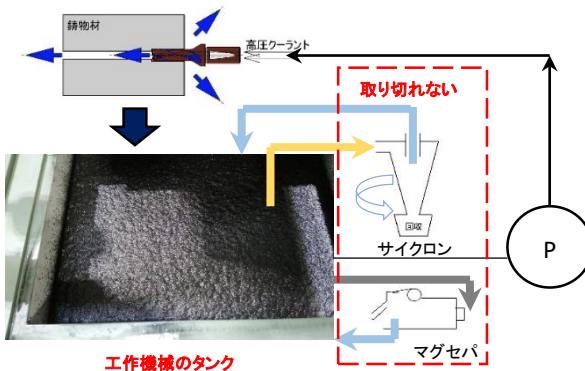 鋳物材
高圧クーラント
取り切れない
回収
サイクロン
P
マグセパ
工作機械のタンク